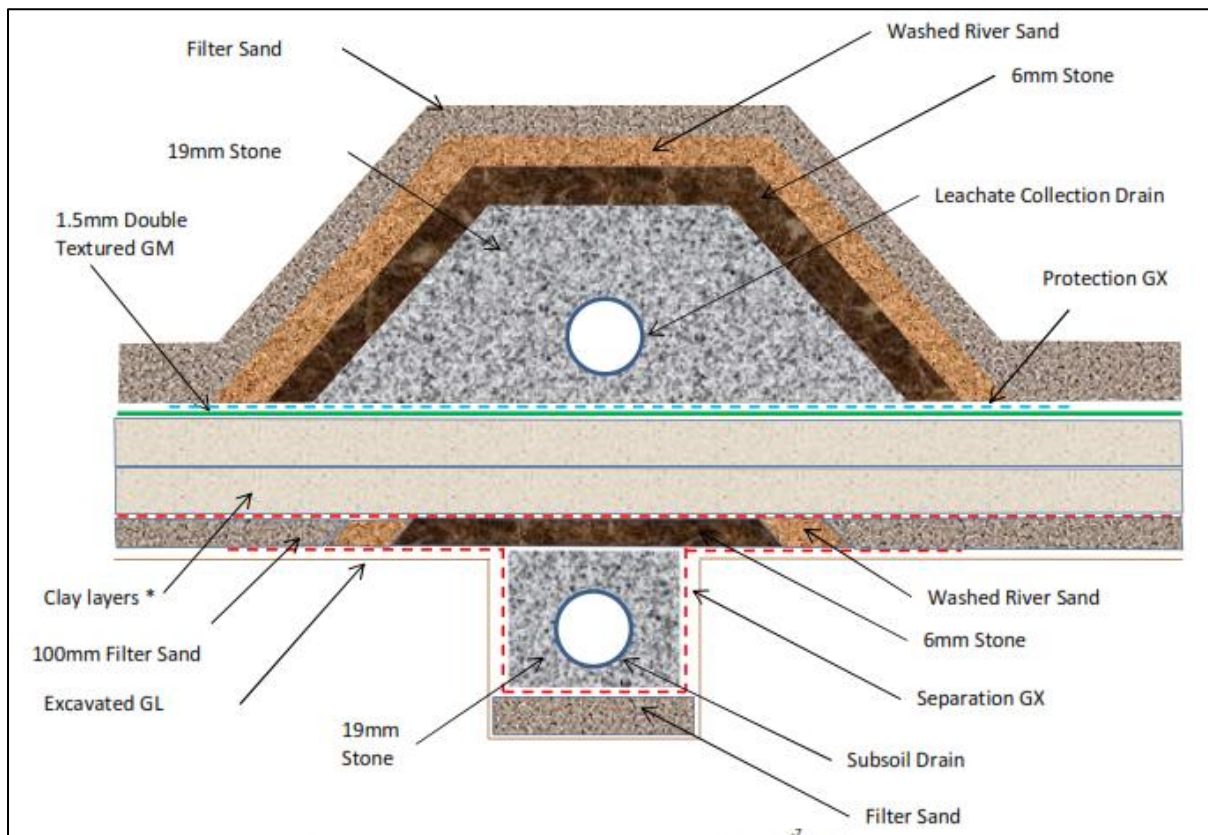 Filter Sand
Washed River Sand
6mm Stone
19mm Stone
Leachate Collection Drain
1.5mm Double
Textured GM
Protection GX
Clay layers *
Washed River Sand
100mm Filter Sand
6mm Stone
Excavated GL
Separation GX
19mm
Stone
Subsoil Drain
Filter Sand